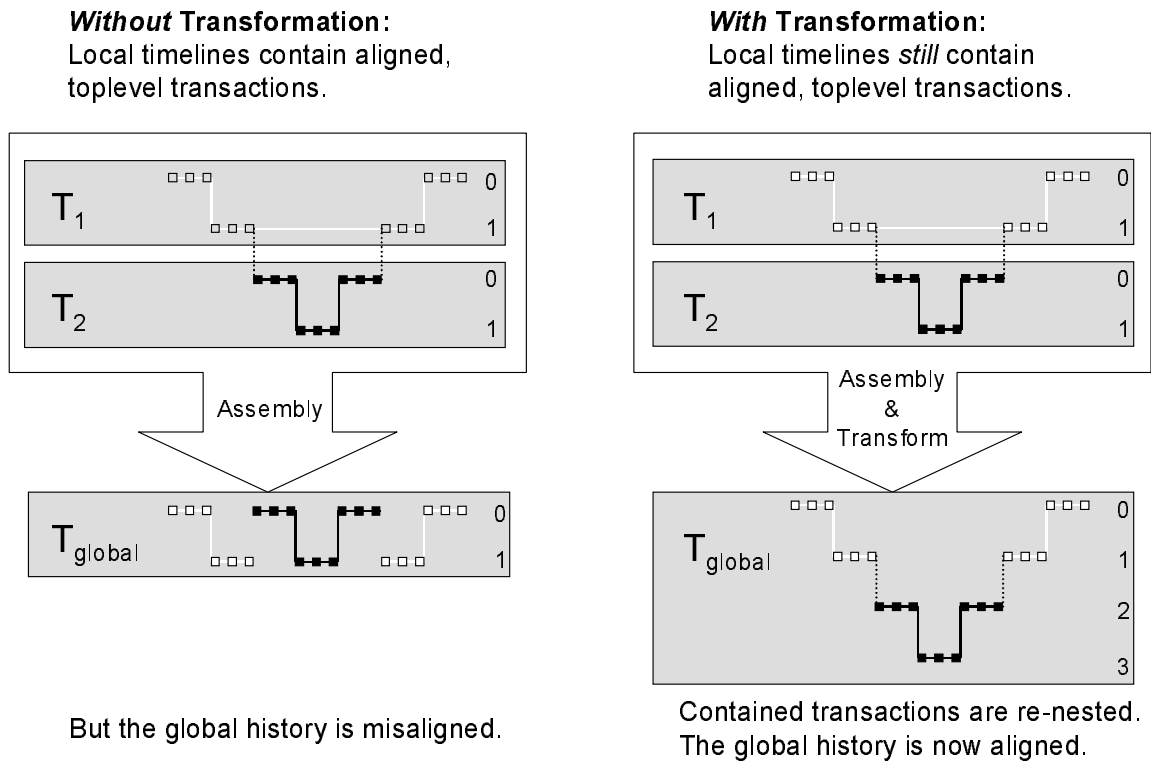 Without Transformation:
Local timelines contain aligned,
toplevel transactions.
T1
0
1
T2
0
1
Assembly
Tglobal
0
1
But the global history is misaligned.
With Transformation:
Local timelines still contain
aligned, toplevel transactions.
T1
0
1
T2
0
1
Assembly
&
Transform
Tglobal
0
1
2
3
Contained transactions are re-nested.
The global history is now aligned.